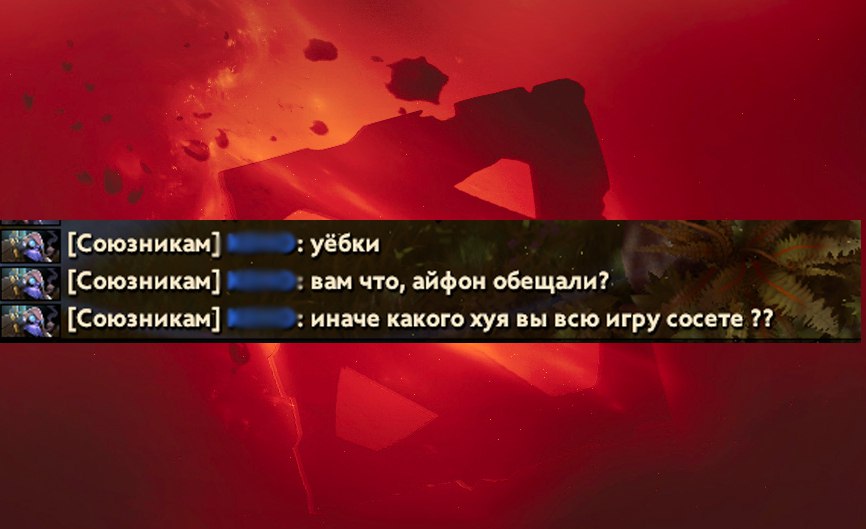 [Союзникам] : уёбки
[Союзникам] : вам что, айфон обещали?
[Союзникам] : иначе какого хуя вы всю игру сосете ??